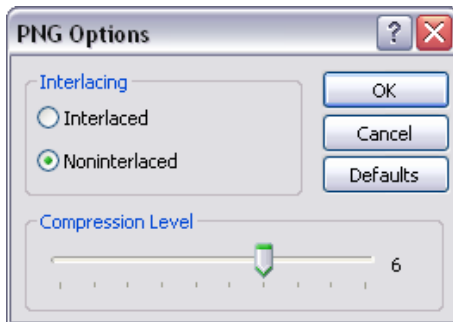 PNG Options
Interlacing
Interlaced
Noninterlaced
OK
Cancel
Defaults
Compression Level
6